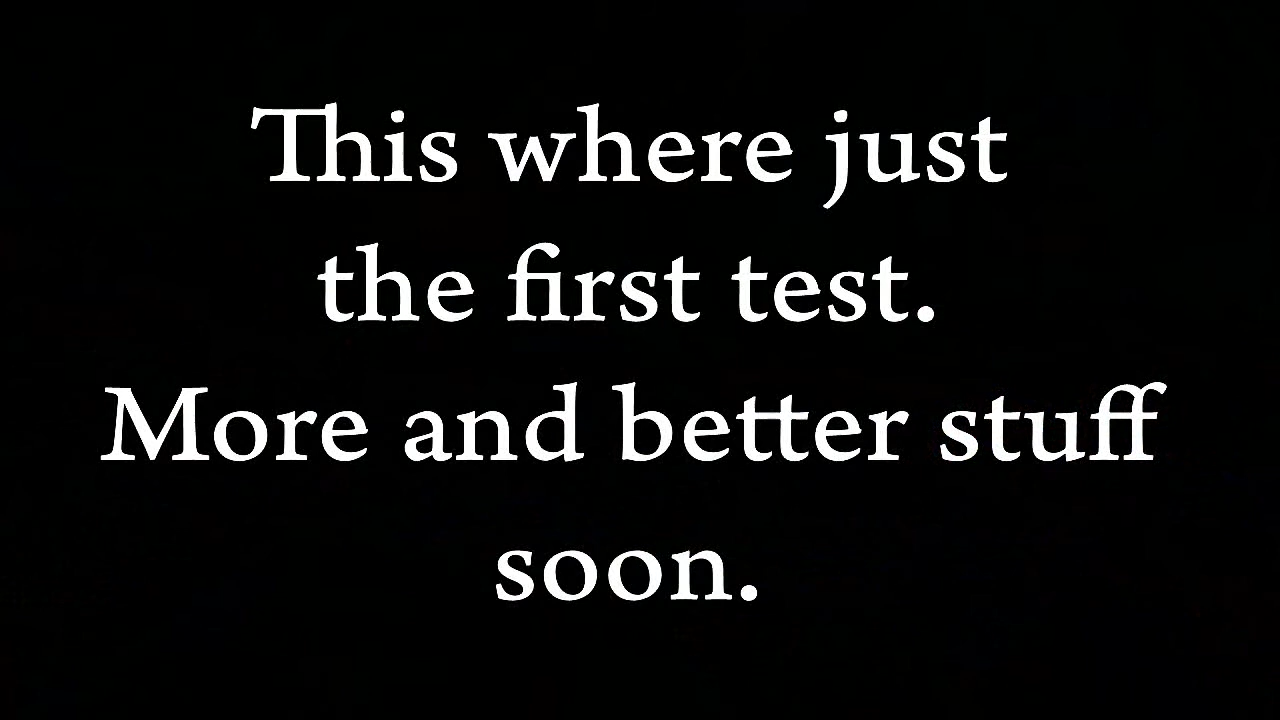 This where just
the first test.
More and better stuff
soon.